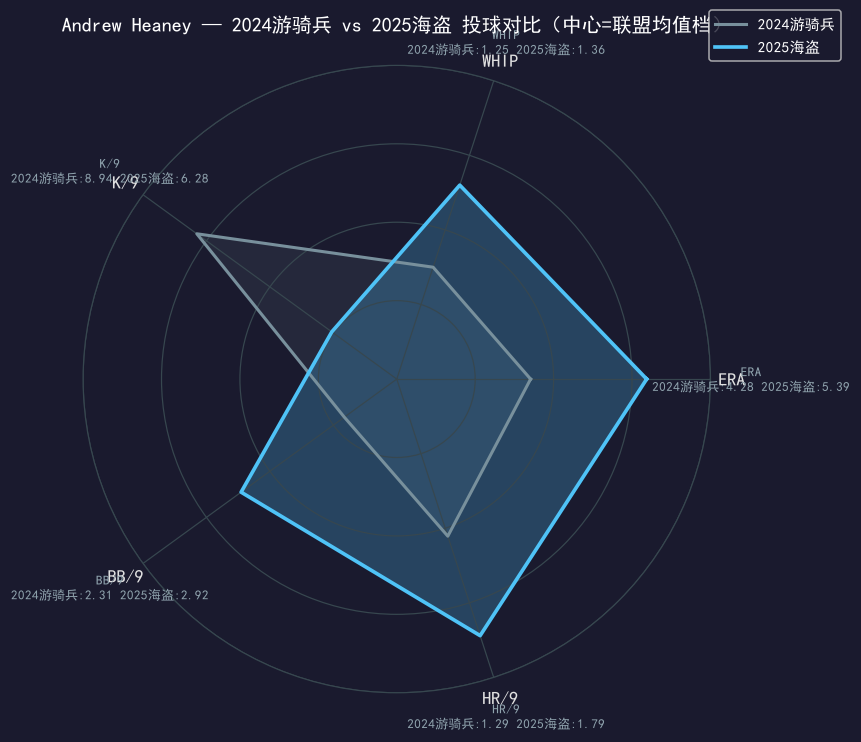 Andrew Heaney — 2024游骑兵 vs 2025海盗 投球对比（中心=联盟均值档）
2024游骑兵
2025海盗
WHIP
2024游骑兵:1.25 2025海盗:1.36
WHIP
K/9
2024游骑兵:8.94 2025海盗:6.28
K/9
ERA
ERA
2024游骑兵:4.28 2025海盗:5.39
BB/9
BB/9
2024游骑兵:2.31 2025海盗:2.92
HR/9
HR/9
2024游骑兵:1.29 2025海盗:1.79